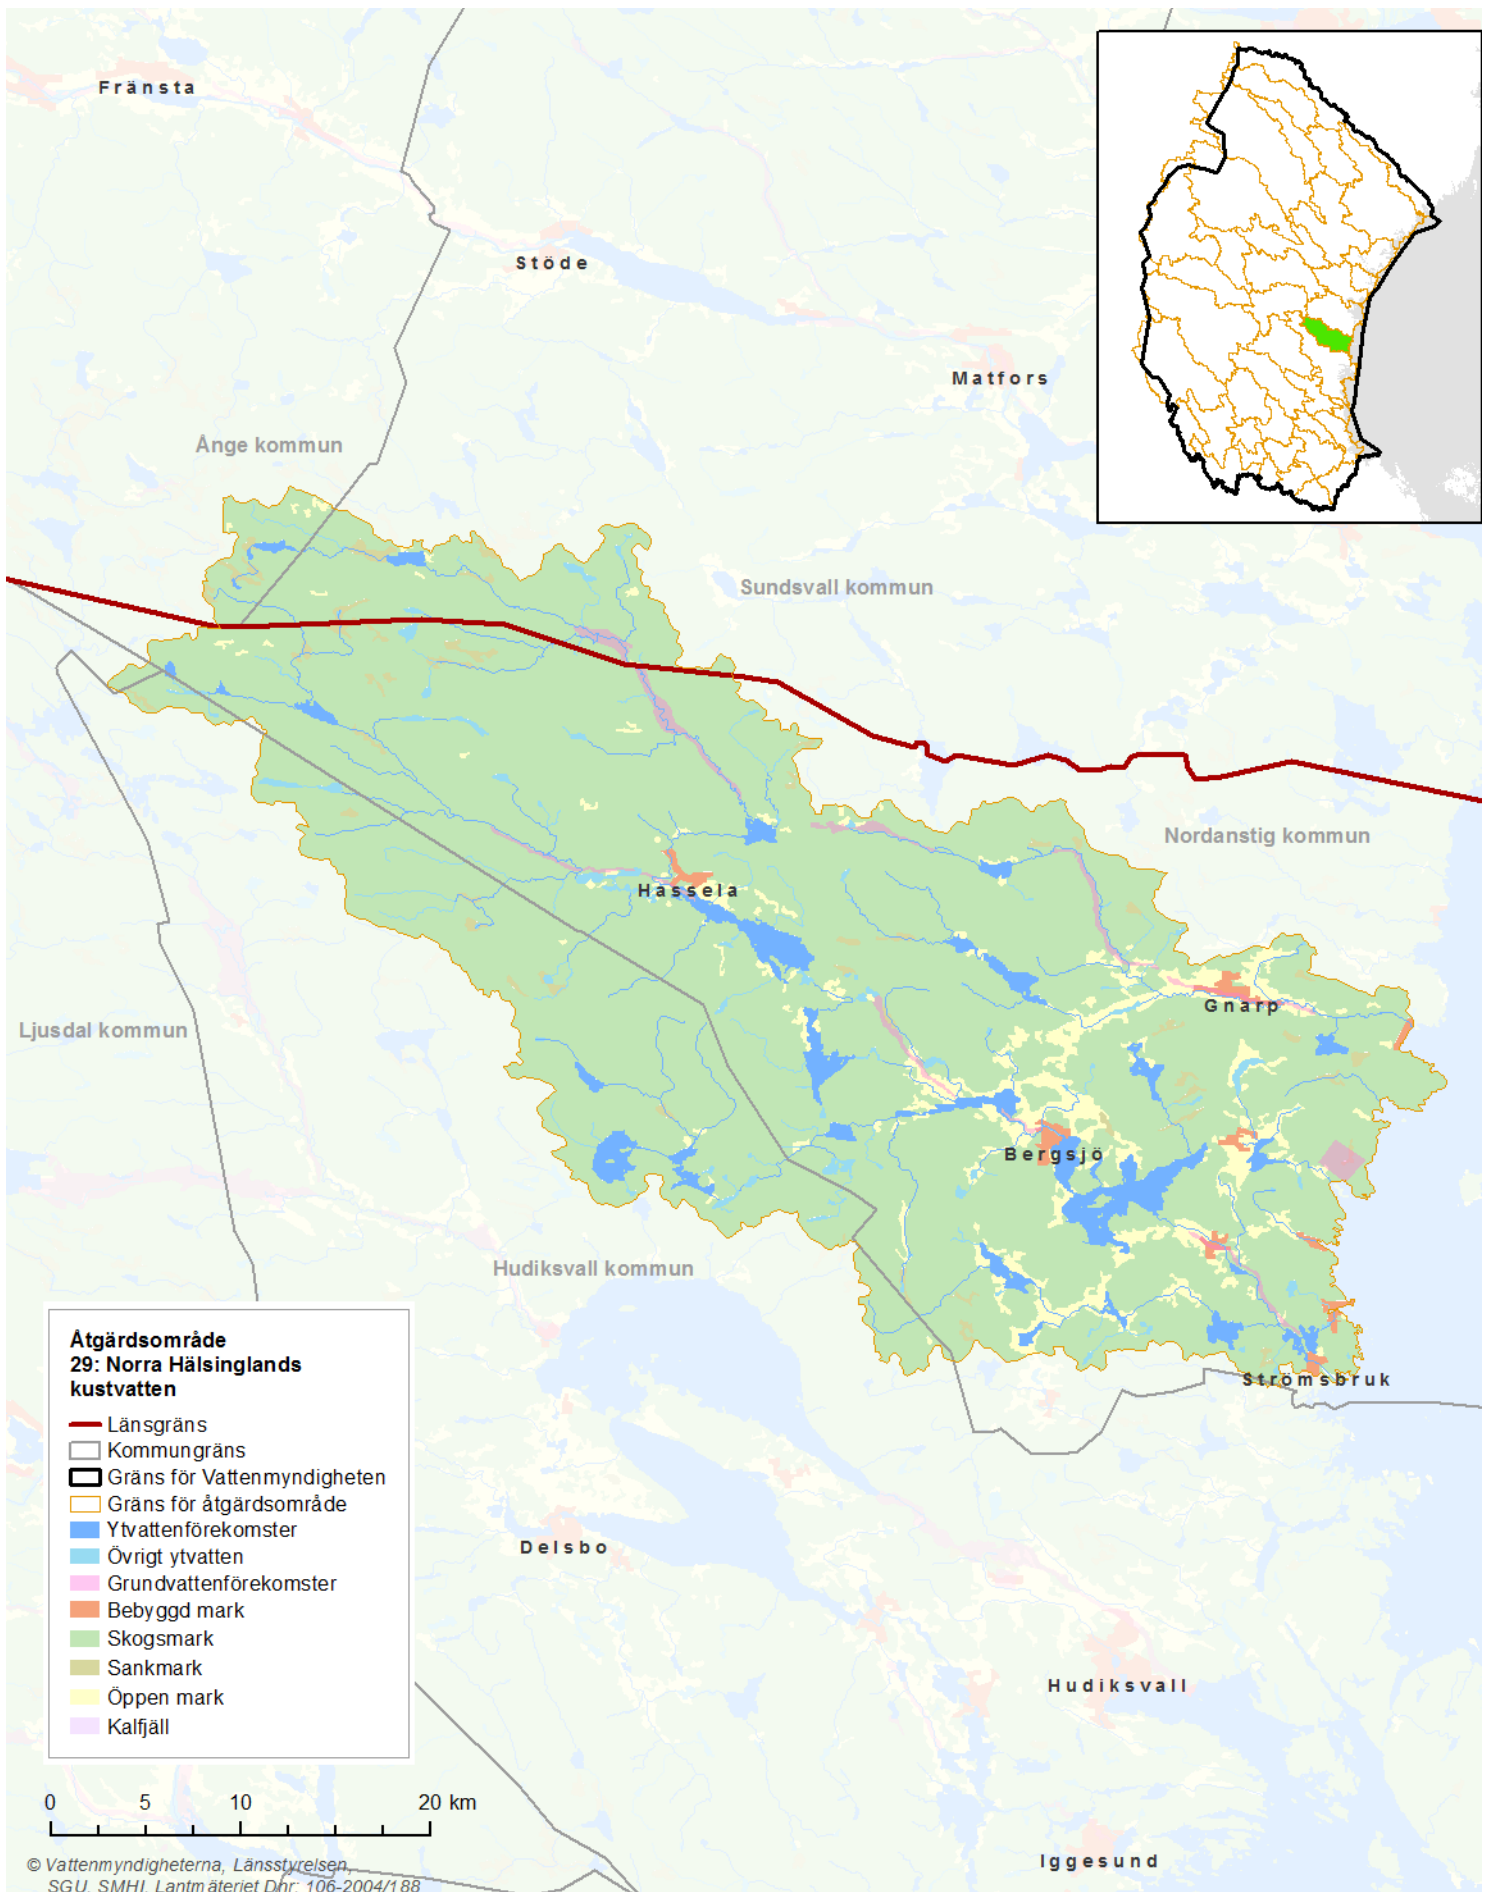 Fränsta
Stöde
Matfors
Ånge kommun
Sundsvall kommun
Nordanstig kommun
Hassela
Ljusdal kommun
Gnarp
Bergsjö
Hudiksvall kommun
Strömsbruk
Åtgärdsområde
29: Norra Hälsinglands
kustvatten
Länsgräns
Kommungräns
Gräns för Vattenmyndigheten
Gräns för åtgärdsområde
Ytvattenförekomster
Övrigt ytvatten
Grundvattenförekomster
Bebyggd mark
Skogsmark
Sankmark
Öppen mark
Kalfjäll
Delsbo
Hudiksvall
Iggesund
0 5 10 20 km
© Vattenmyndigheterna, Länsstyrelsen,
SGU, SMHI, Lantmäteriet Dnr: 106-2004/188